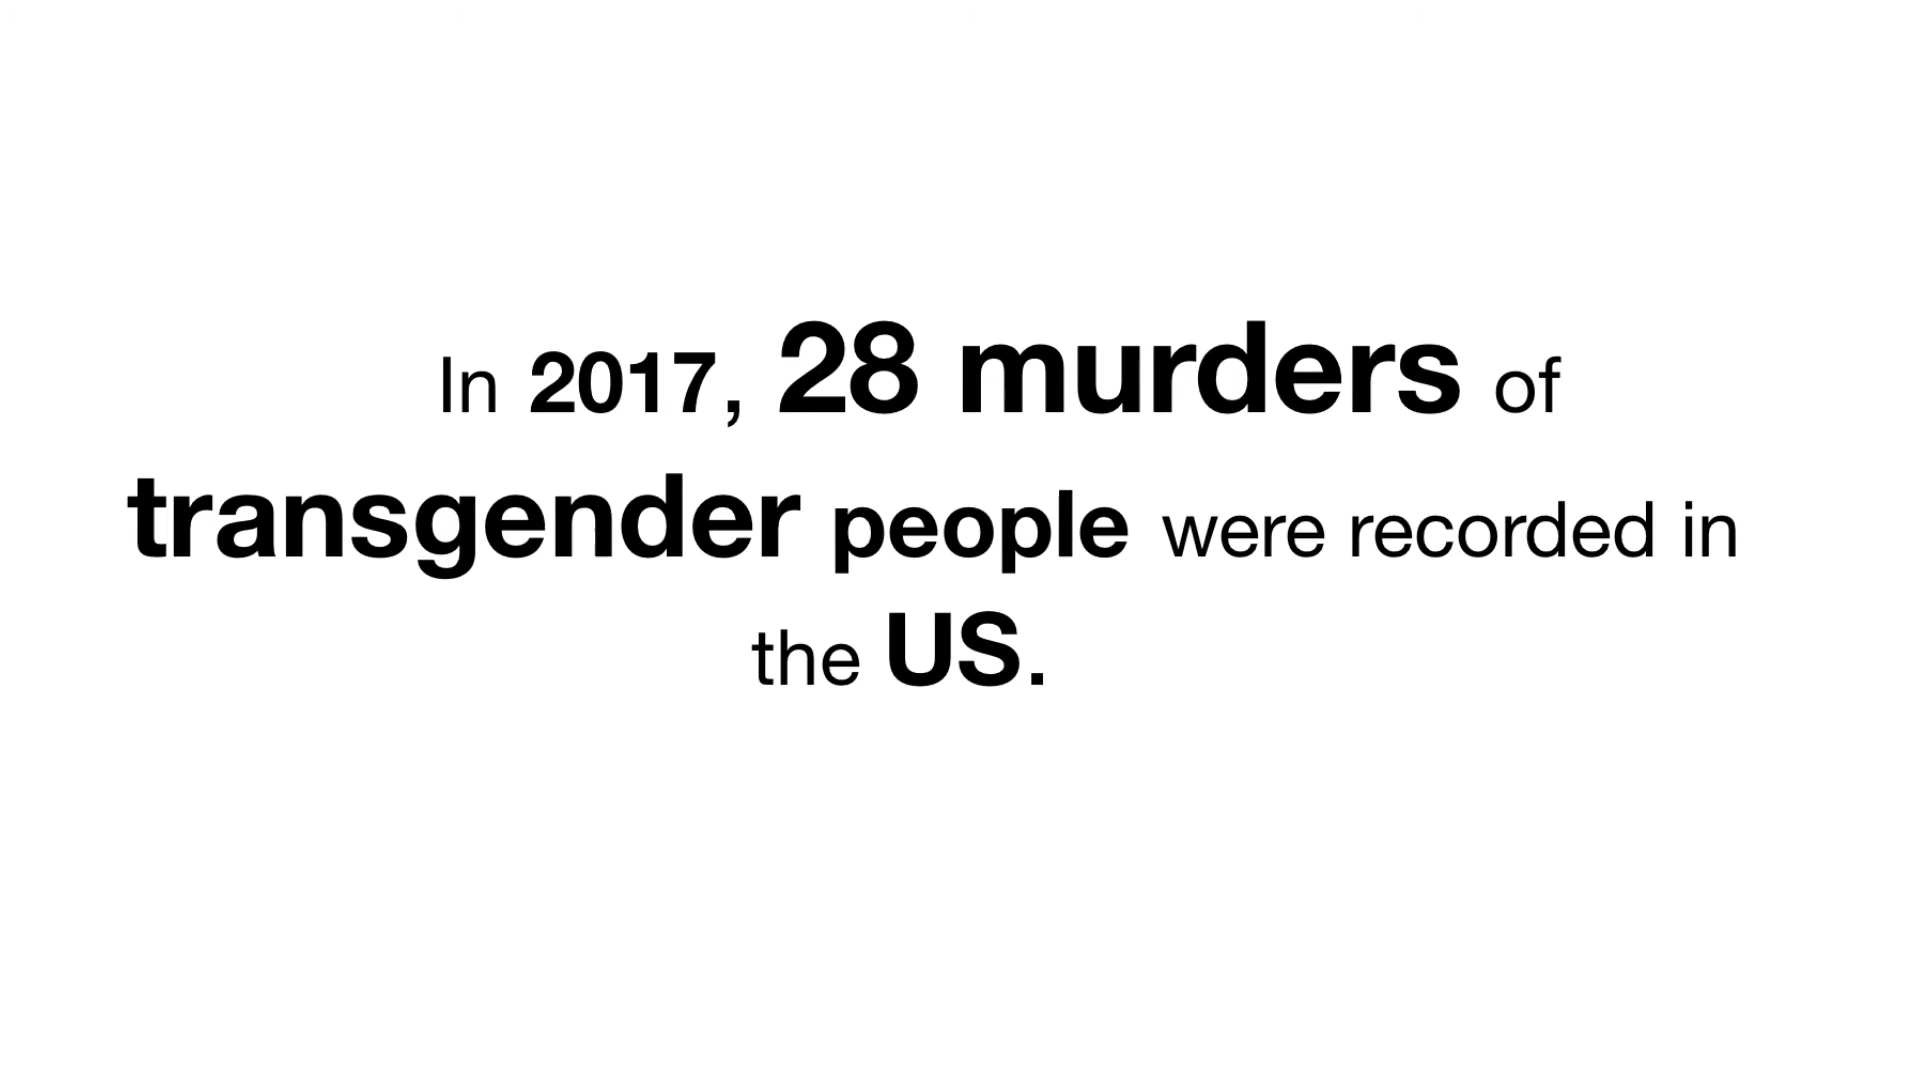 In 2017, 28 murders of
transgender people were recorded in
the US.